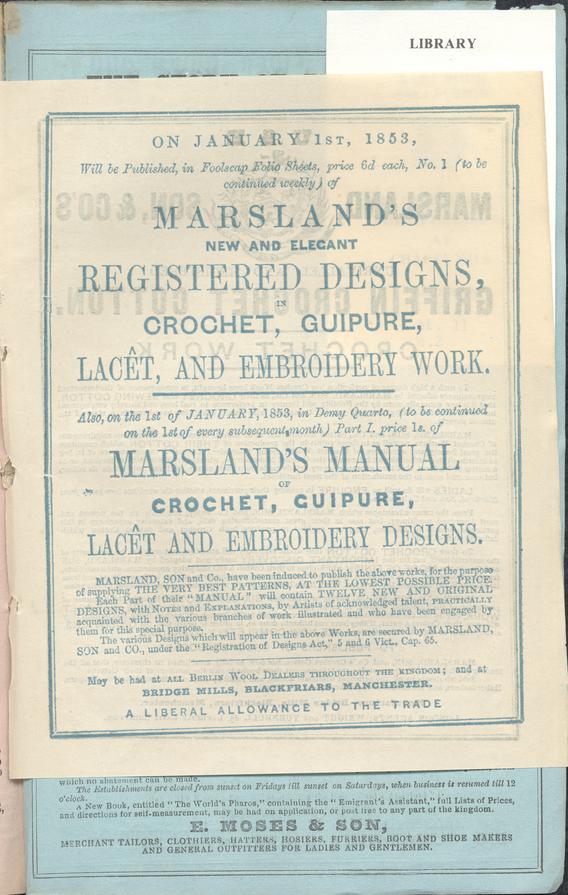 LIBRARY
ON JANUARY 1ST, 1853,
Will be Published, in Foolscap Folio Sheets, price 6d each, No. 1 (to be
continued weekly) of
MARSLAND'S
NEW AND ELEGANT
REGISTERED DESIGNS,
IN
CROCHET, GUIPURE,
LACÊT, AND EMBROIDERY WORK.
Also, on the 1st of JANUARY, 1853, in Demy Quarto, (to be continued
on the 1st of every subsequent month) Part I. price 1s. of
MARSLAND'S MANUAL
OF
CROCHET, GUIPURE,
LACÊT AND EMBROIDERY DESIGNS.
MARSLAND, SON and Co., have been induced to publish the above works, for the purpose
of supplying THE VERY BEST PATTERNS, AT THE LOWEST POSSIBLE PRICE.
Each Part of their "MANUAL" will contain TWELVE NEW AND ORIGINAL
DESIGNS, with NOTES and EXPLANATIONS, by Artists of acknowledged talent, PRACTICALLY
acquainted with the various branches of work illustrated and who have been engaged by
them for this special purpose.
The various Designs which will appear in the above Works, are secured by MARSLAND,
SON and CO., under the "Registration of Designs Act," 5 and 6 Vict., Cap. 65.
May be had at ALL BERLIN WOOL DEALERS THROUGHOUT THE KINGDOM; and at
BRIDGE MILLS, BLACKFRIARS, MANCHESTER.
A LIBERAL ALLOWANCE TO THE TRADE
which no abatement can be made.
The Establishments are closed from sunset on Fridays till sunset on Saturdays, when business is resumed till 12
o'clock.
A New Book, entitled "The World's Pharos," containing the "Emigrant's Assistant," full Lists of Prices,
and directions for self-measurement, may be had on application, or post free to any part of the kingdom.
E. MOSES & SON,
MERCHANT TAILORS, CLOTHIERS, HATTERS, HOSIERS, FURRIERS, BOOT AND SHOE MAKERS
AND GENERAL OUTFITTERS FOR LADIES AND GENTLEMEN.